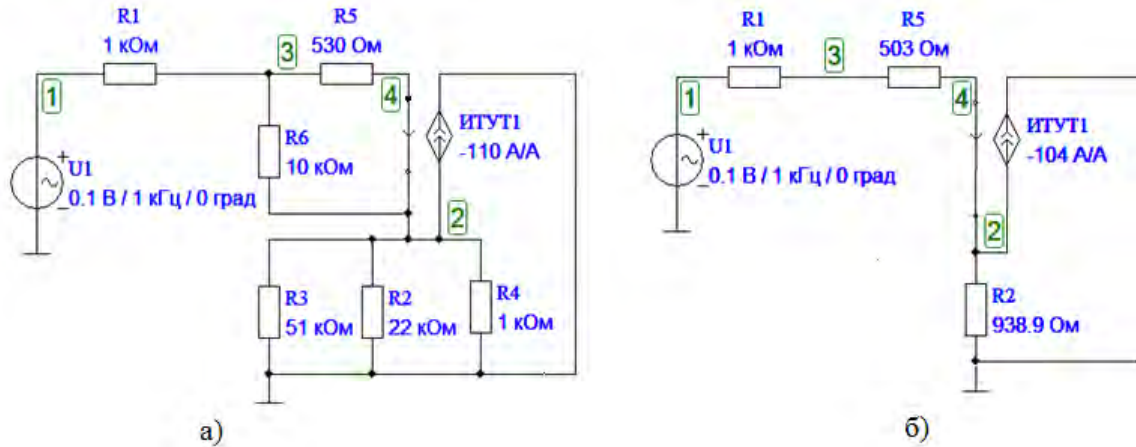 R1
1 кОм
R5
530 Ом
3
1
4
R6
10 кОм
ИТУТ1
-110 А/А
U1
0.1 В / 1 кГц / 0 град
2
R3
51 кОм
R2
22 кОм
R4
1 кОм
а)
R1
1 кОм
R5
503 Ом
3
1
4
ИТУТ1
-104 А/А
U1
0.1 В / 1 кГц / 0 град
2
R2
938.9 Ом
б)